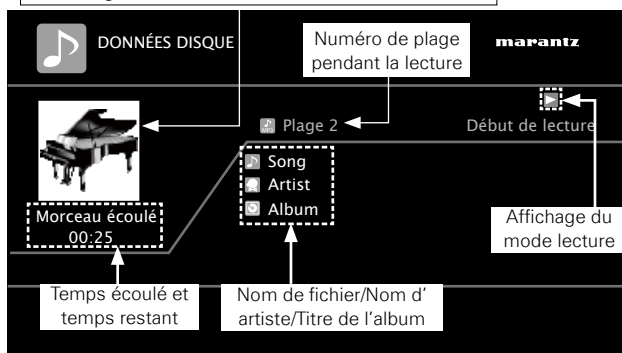 DONNÉES DISQUE
Numéro de plage
pendant la lecture
marantz
Plage 2
Début de lecture
Song
Artist
Album
Morceau écoulé
00:25
Affichage du
mode lecture
Temps écoulé et
temps restant
Nom de fichier/Nom d'
artiste/Titre de l'album